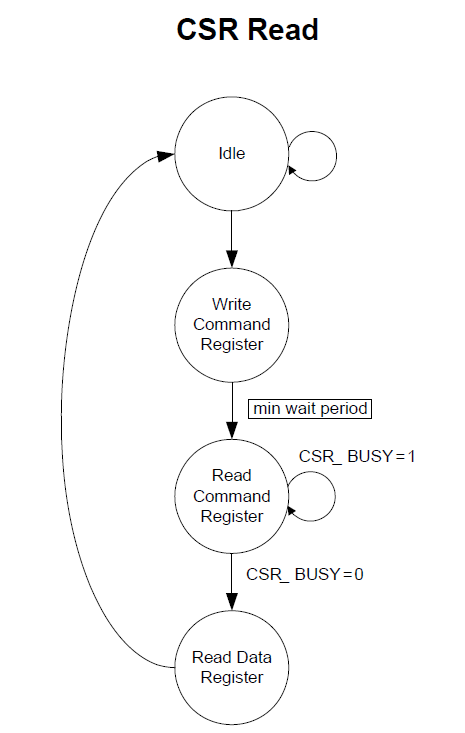 CSR Read
Idle
Write
Command
Register
min wait period
CSR_ BUSY=1
Read
Command
Register
CSR_ BUSY=0
Read Data
Register